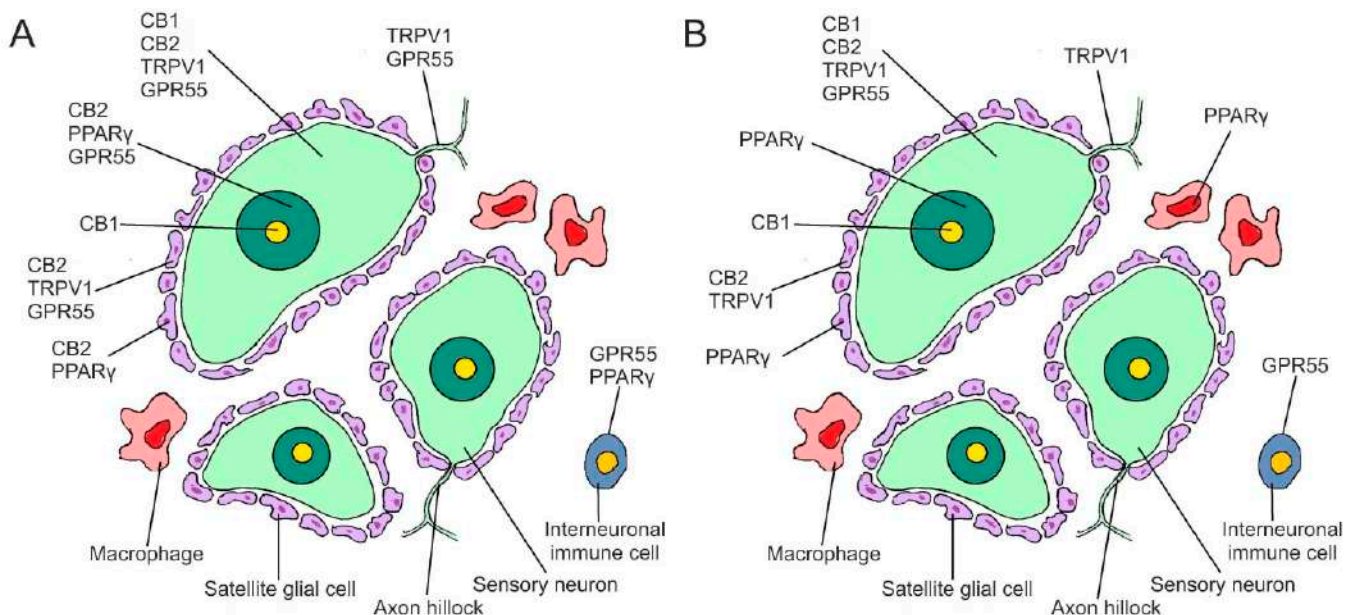 A
CB1
CB2
TRPV1
GPR55
TRPV1
GPR55
CB2
PPARγ
GPR55
CB1
CB2
TRPV1
GPR55
CB2
PPARγ
GPR55
PPARγ
Macrophage
Satellite glial cell
Axon hillock
Sensory neuron
Interneuronal
immune cell
B
CB1
CB2
TRPV1
GPR55
TRPV1
PPARγ
PPARγ
CB1
CB2
TRPV1
PPARγ
GPR55
Macrophage
Satellite glial cell
Axon hillock
Sensory neuron
Interneuronal
immune cell